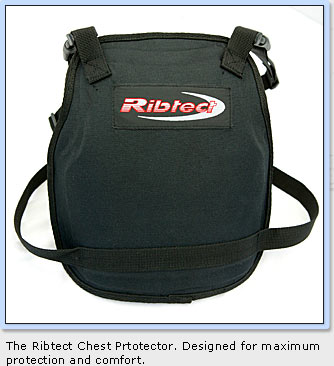 Ribtect
The Ribtect Chest Prtotector. Designed for maximum
protection and comfort.